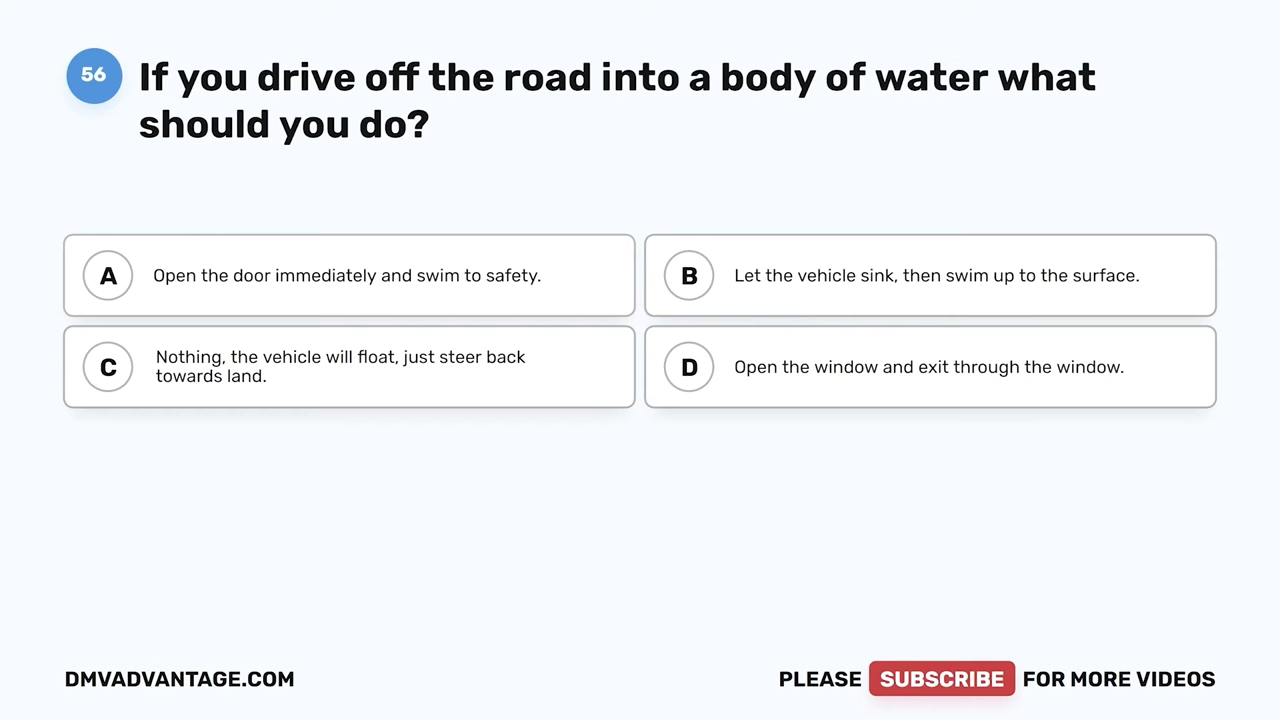 56
If you drive off the road into a body of water what
should you do?
A
Open the door immediately and swim to safety.
B
Let the vehicle sink, then swim up to the surface.
C
Nothing, the vehicle will float, just steer back
towards land.
D
Open the window and exit through the window.
DMVADVANTAGE.COM
PLEASE SUBSCRIBE FOR MORE VIDEOS